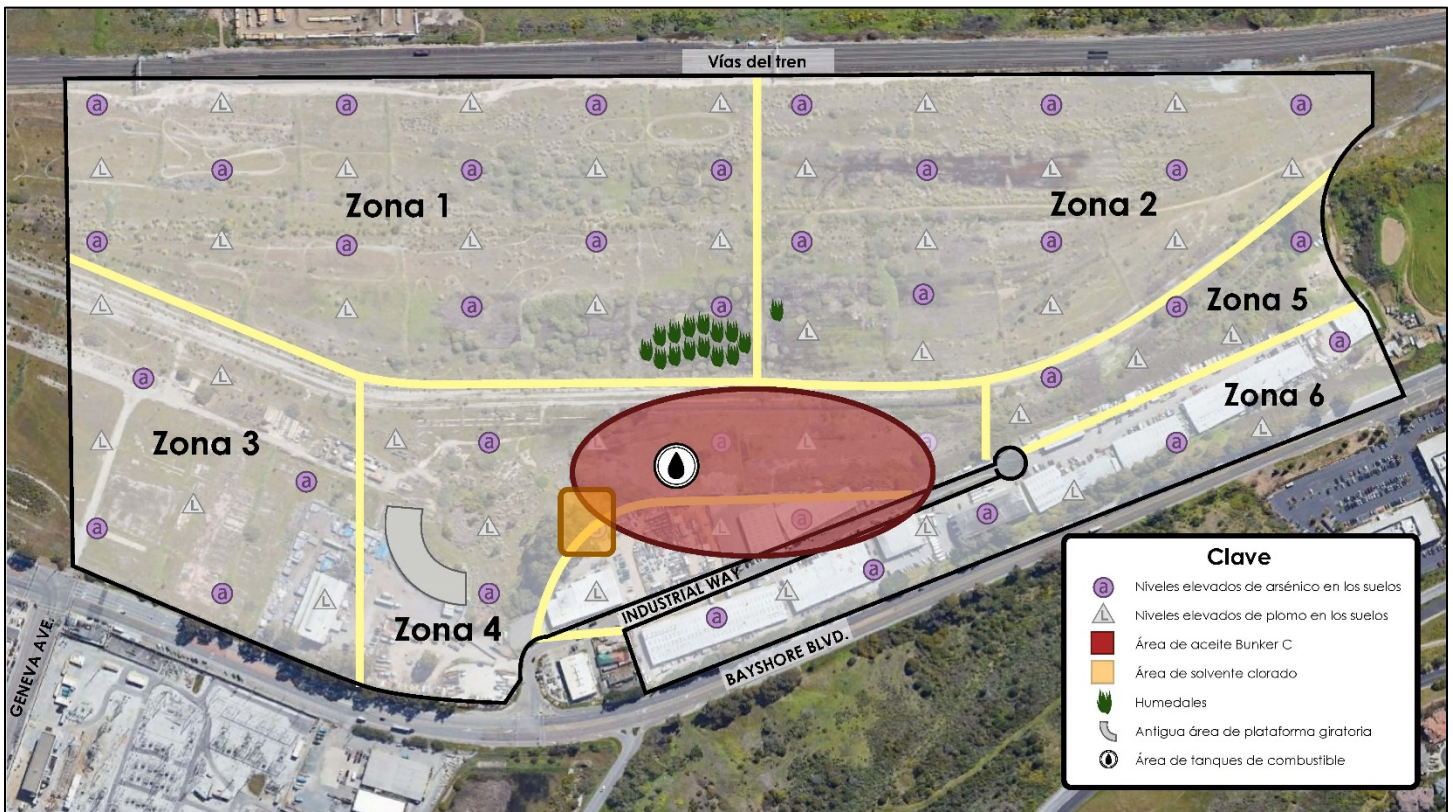 Vías del tren
Zona 1
Zona 2
Zona 5
Zona 6
Zona 3
Zona 4
INDUSTRIAL WAY
BAYSHORE BLVD.
GENEVA AVE.
Clave
a Niveles elevados de arsénico en los suelos
L Niveles elevados de plomo en los suelos
Área de aceite Bunker C
Área de solvente clorado
Humedales
Antigua área de plataforma giratoria
Área de tanques de combustible